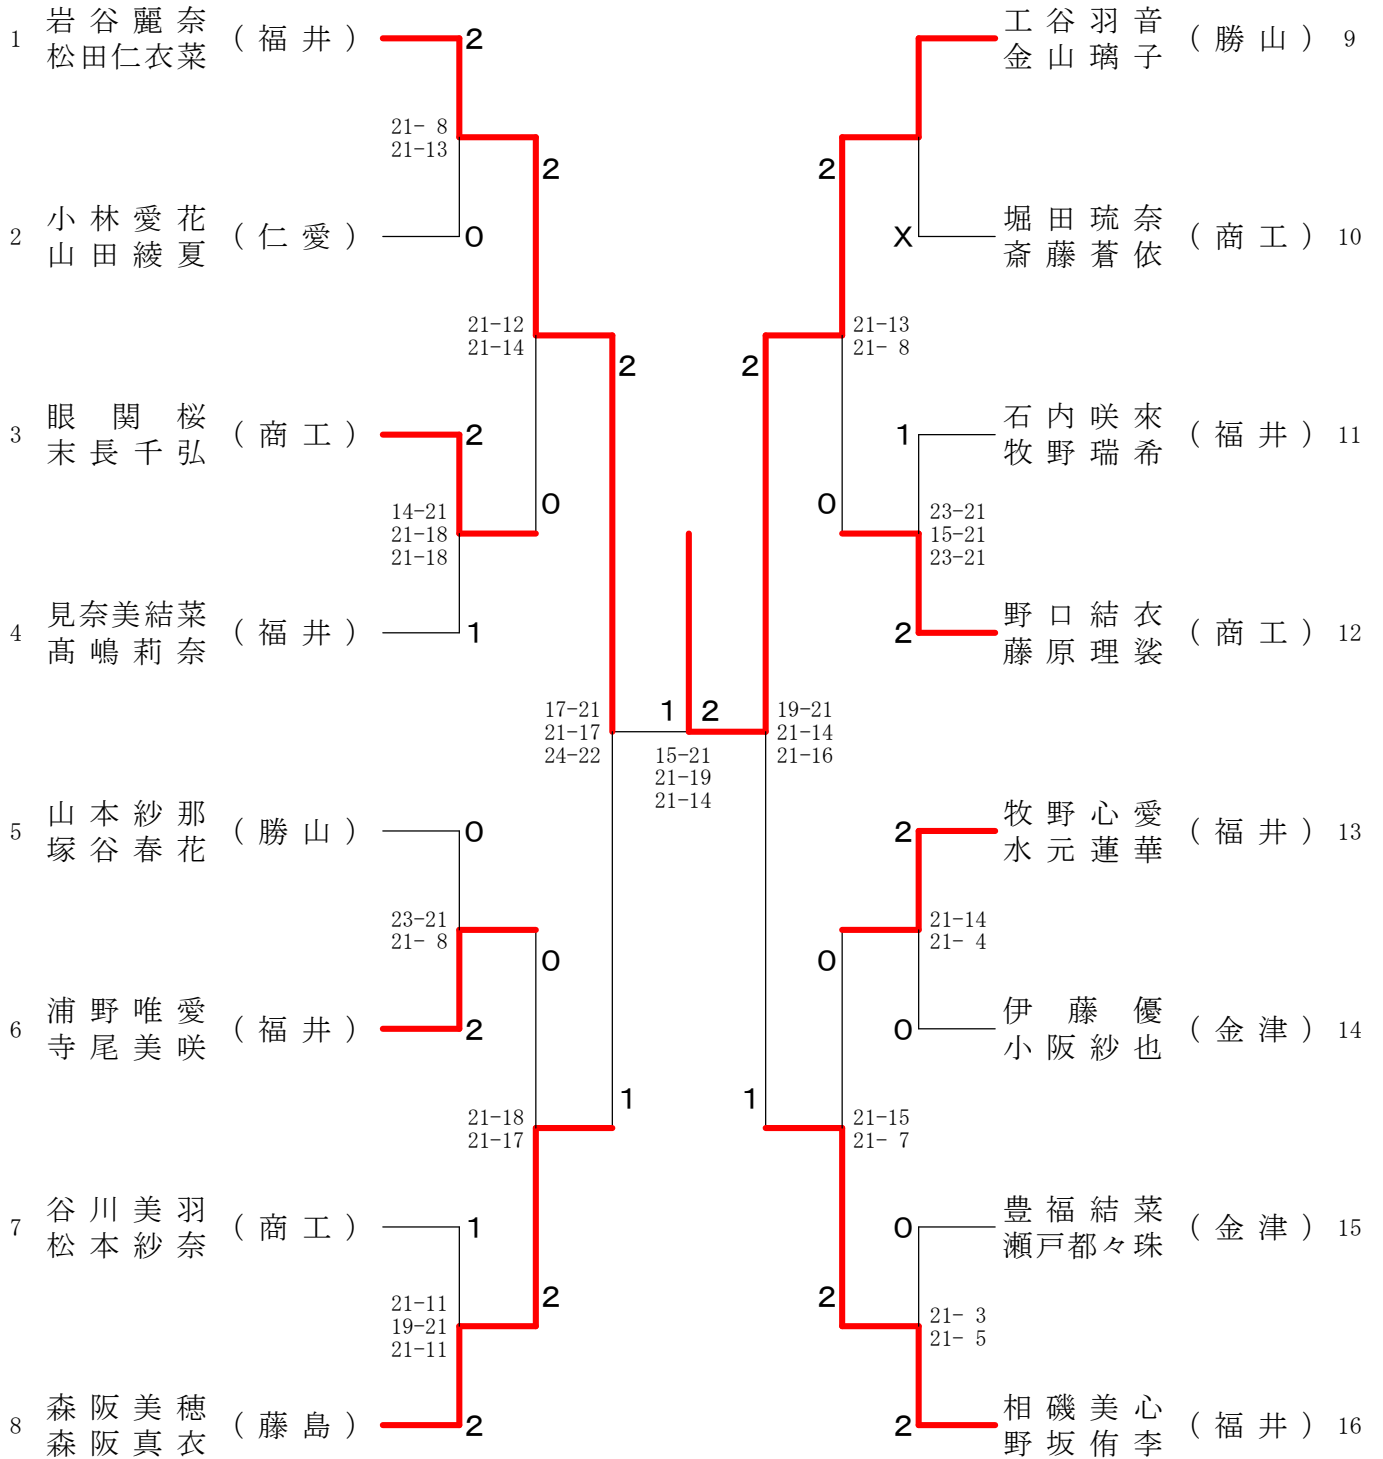 1 岩谷麗奈 松田仁衣菜 (福井) 2
21- 8
21-13
2 小林愛花 山田綾夏 (仁愛) 0
2
21-12
21-14
3 眼関桜 末長千弘 (商工) 2
14-21
21-18
21-18
0
4 見奈美結菜 髙嶋莉奈 (福井) 1
2
17-21
21-17
24-22
5 山本紗那 塚谷春花 (勝山) 0
23-21
21- 8
0
6 浦野唯愛 寺尾美咲 (福井) 2
21-18
21-17
1
7 谷川美羽 松本紗奈 (商工) 1
21-11
19-21
21-11
2
8 森阪美穂 森阪真衣 (藤島) 2
1 2
15-21
21-19
21-14
工谷羽音 金山璃子 (勝山) 9
2
X 堀田琉奈 斎藤蒼依 (商工) 10
21-13
21- 8
2
1 石内咲來 牧野瑞希 (福井) 11
0
23-21
15-21
23-21
2 野口結衣 藤原理裟 (商工) 12
19-21
21-14
21-16
2 牧野心愛 水元蓮華 (福井) 13
21-14
21- 4
0
0 伊藤優 小阪紗也 (金津) 14
1
21-15
21- 7
0 豊福結菜 瀬戸都々珠 (金津) 15
2
21- 3
21- 5
2 相磯美心 野坂侑李 (福井) 16